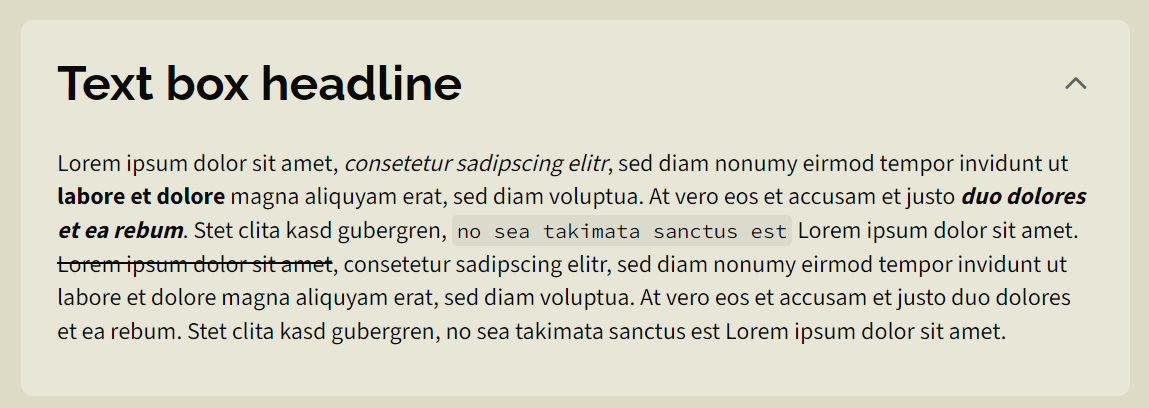 Text box headline
Lorem ipsum dolor sit amet, consetetur sadipscing elitr, sed diam nonumy eirmod tempor invidunt ut
labore et dolore magna aliquyam erat, sed diam voluptua. At vero eos et accusam et justo duo dolores
et ea rebum. Stet clita kasd gubergren, no sea takimata sanctus est Lorem ipsum dolor sit amet.
Lorem ipsum dolor sit amet, consetetur sadipscing elitr, sed diam nonumy eirmod tempor invidunt ut
labore et dolore magna aliquyam erat, sed diam voluptua. At vero eos et accusam et justo duo dolores
et ea rebum. Stet clita kasd gubergren, no sea takimata sanctus est Lorem ipsum dolor sit amet.